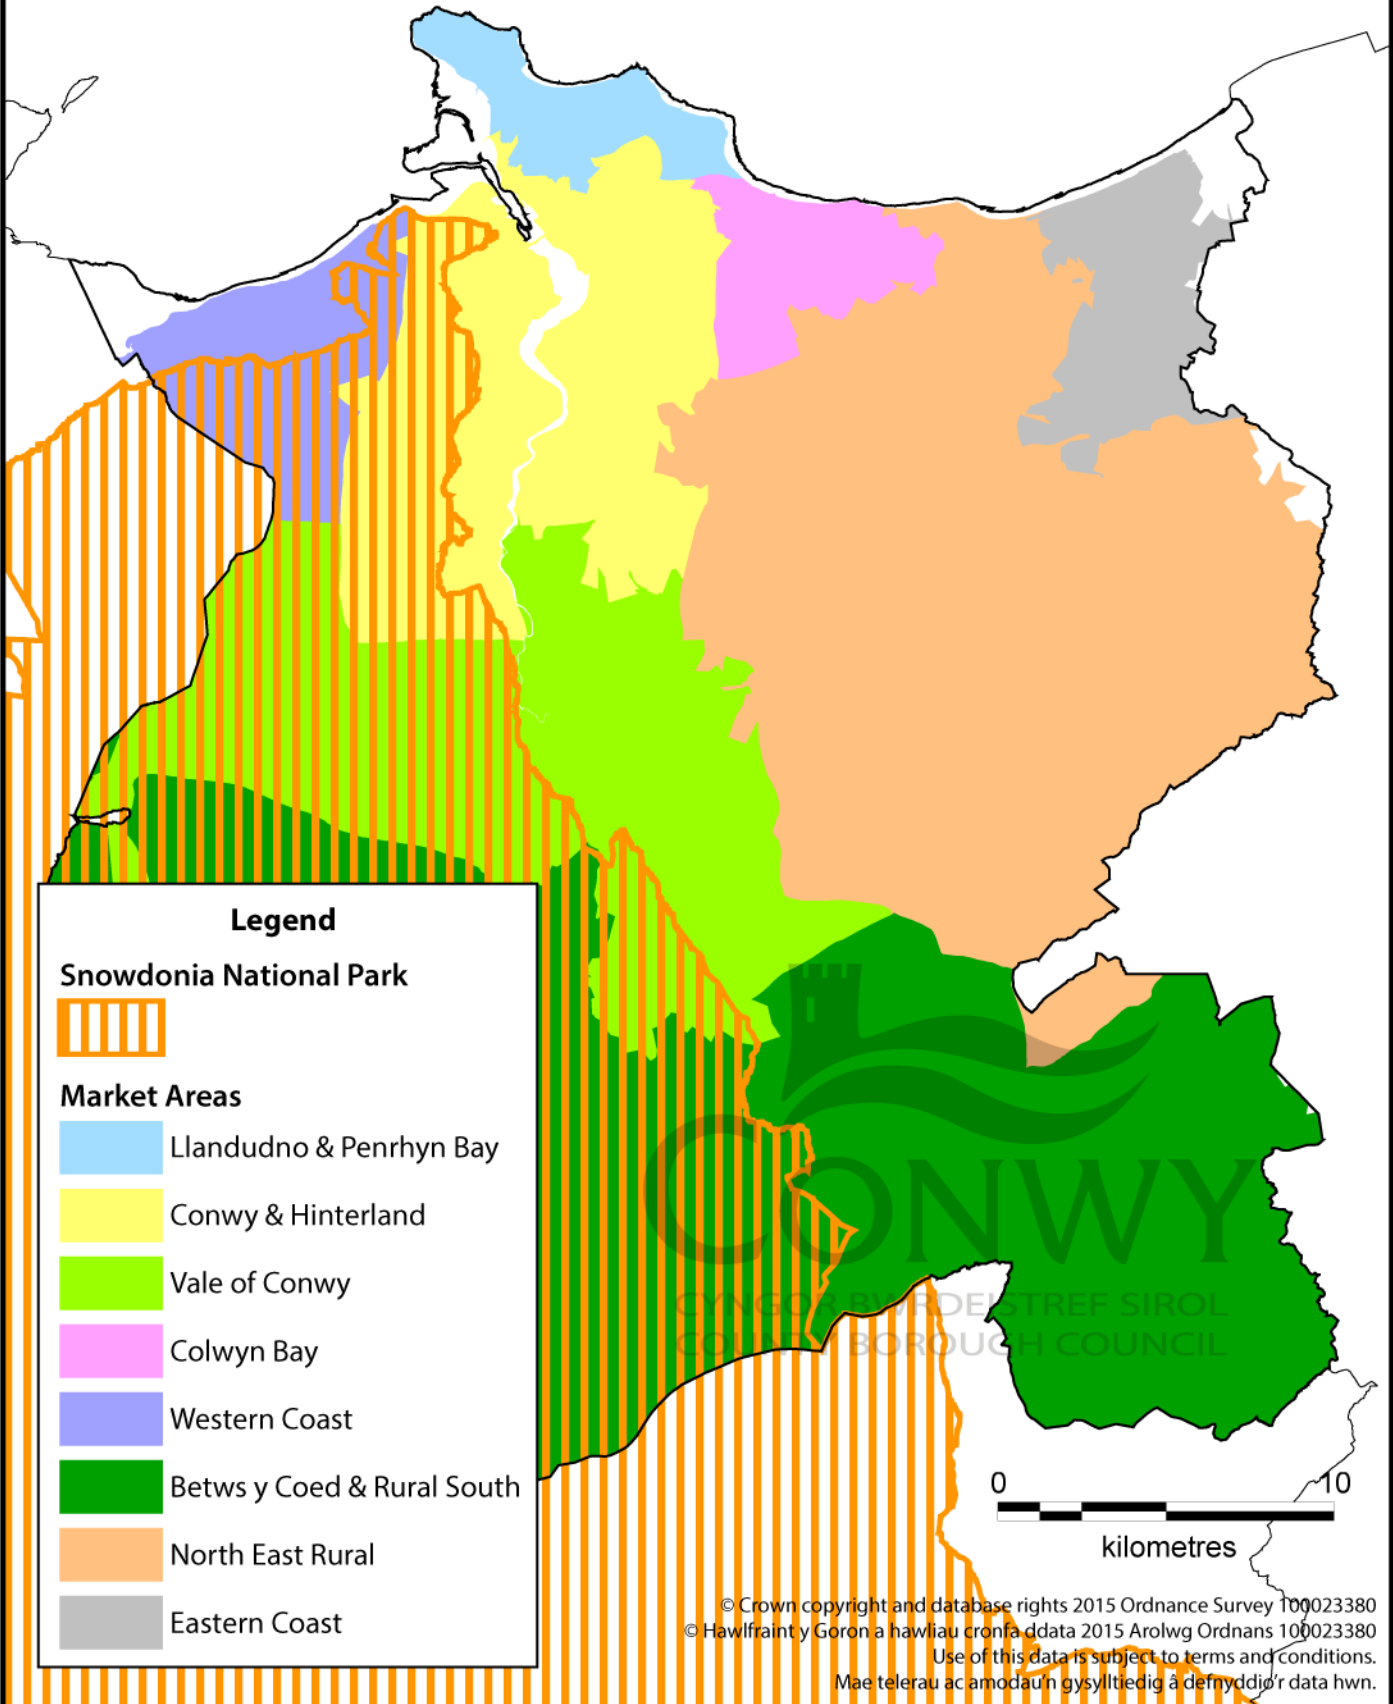 Legend
Snowdonia National Park
Market Areas
Llandudno & Penrhyn Bay
Conwy & Hinterland
Vale of Conwy
Colwyn Bay
Western Coast
Betws y Coed & Rural South
North East Rural
Eastern Coast
CONWY
CYNGOR BWRDEISTREF SIROL
COUNTY BOROUGH COUNCIL
0 10
kilometres
© Crown copyright and database rights 2015 Ordnance Survey 100023380
© Hawlfraint y Goron a hawliau cronfa ddata 2015 Arolwg Ordnans 100023380
Use of this data is subject to terms and conditions.
Mae telerau ac amodau'n gysylltiedig â defnyddio'r data hwn.